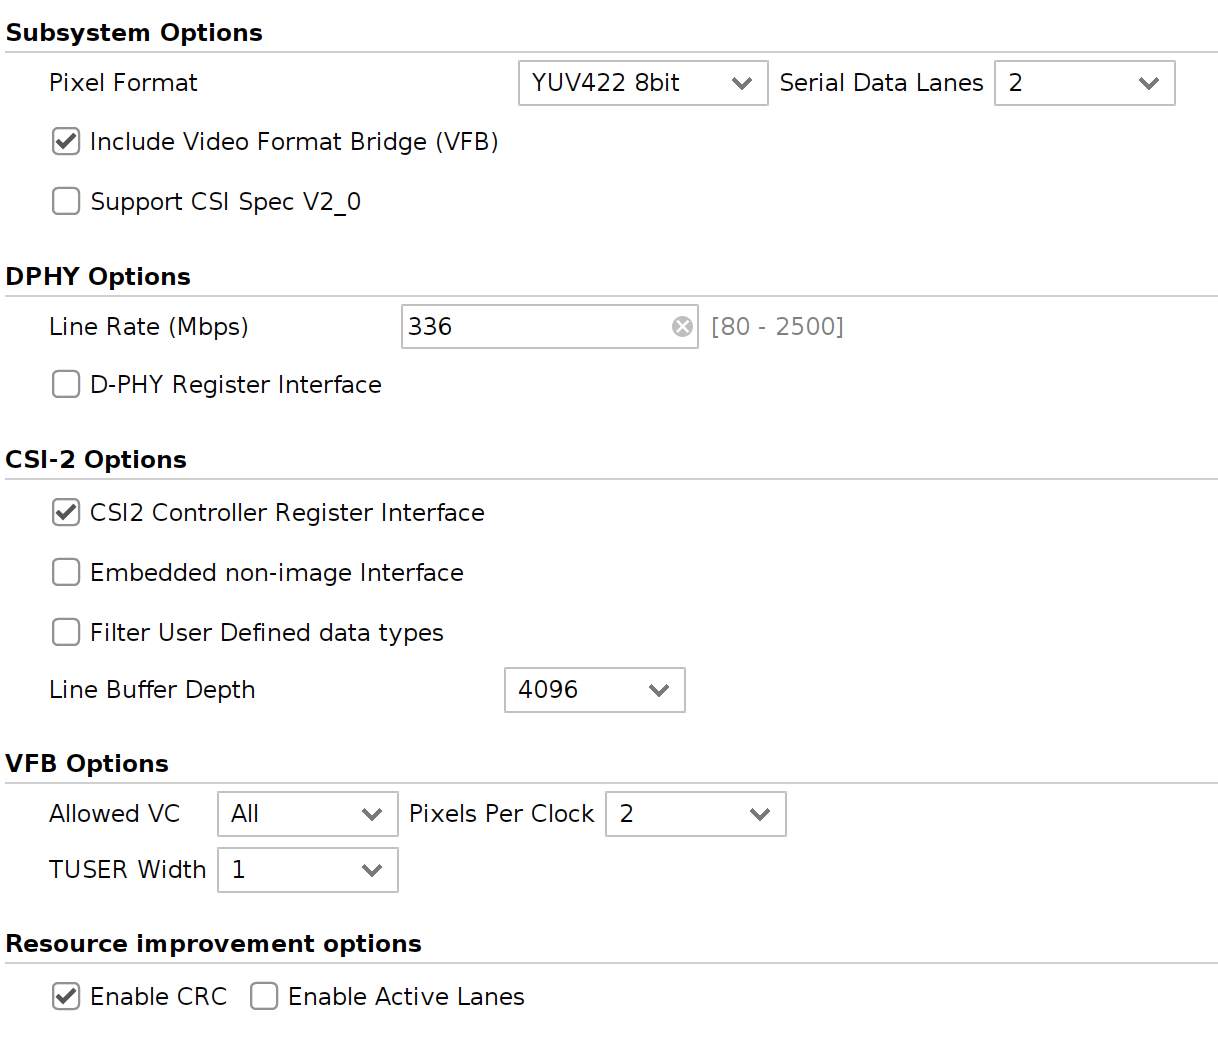 Subsystem Options
Pixel Format YUV422 8bit Serial Data Lanes 2
Include Video Format Bridge (VFB)
Support CSI Spec V2_0
DPHY Options
Line Rate (Mbps) 336 [80 - 2500]
D-PHY Register Interface
CSI-2 Options
CSI2 Controller Register Interface
Embedded non-image Interface
Filter User Defined data types
Line Buffer Depth 4096
VFB Options
Allowed VC All Pixels Per Clock 2
TUSER Width 1
Resource improvement options
Enable CRC Enable Active Lanes